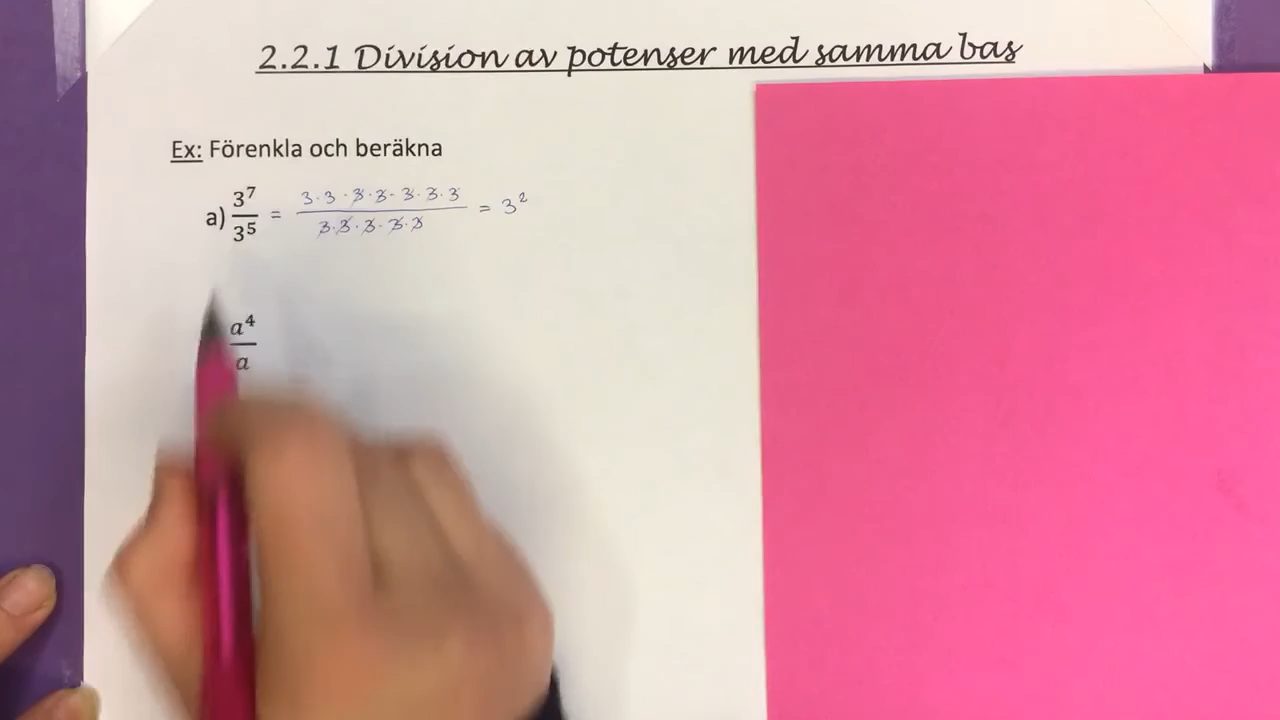 2.2.1 Division av potenser med samma bas
Ex: Förenkla och beräkna
a) 3⁷/3⁵ = 3·3·3·3·3·3·3/3·3·3·3·3 = 3²
a⁴/a